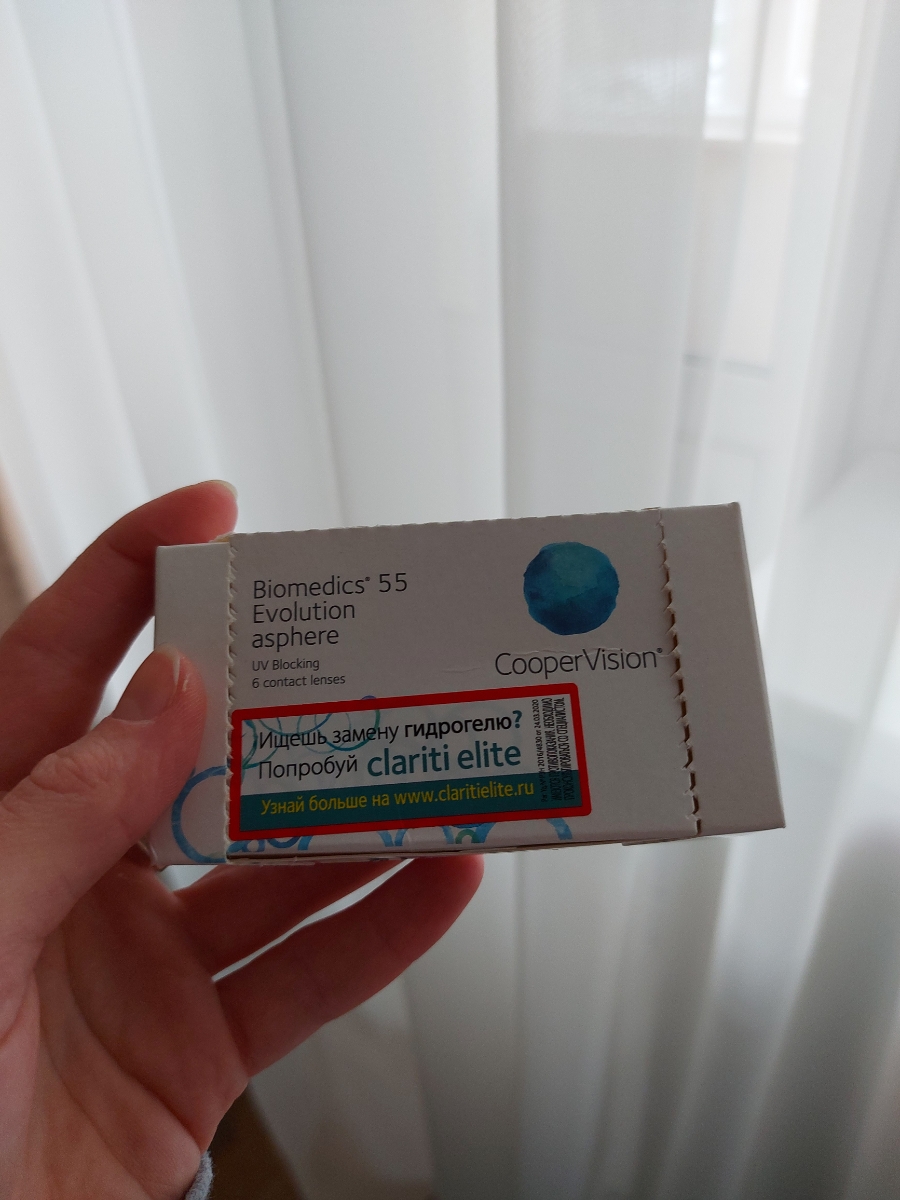 Biomedics® 55
Evolution
asphere
UV Blocking
6 contact lenses
CooperVision®
Ищешь замену гидрогелю?
Попробуй clariti elite
Узнай больше на www.claritielite.ru